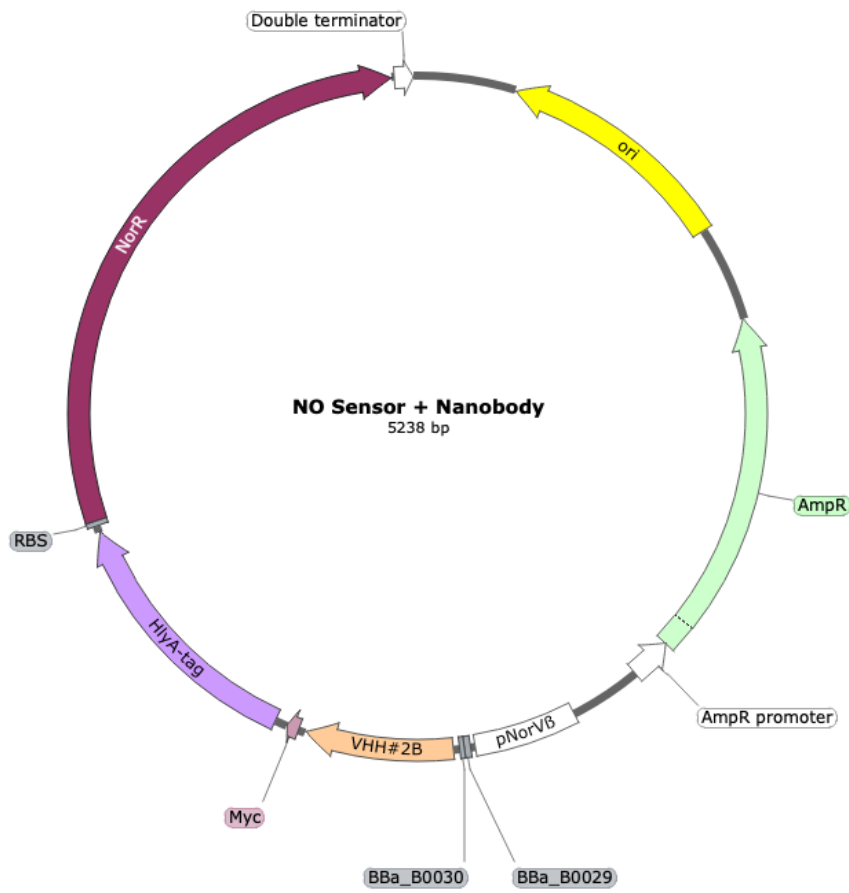 Double terminator
ori
NorR
NO Sensor + Nanobody
5238 bp
AmpR
RBS
HlyA-tag
AmpR promoter
pNorVß
VHH#2B
Myc
BBa_B0030
BBa_B0029